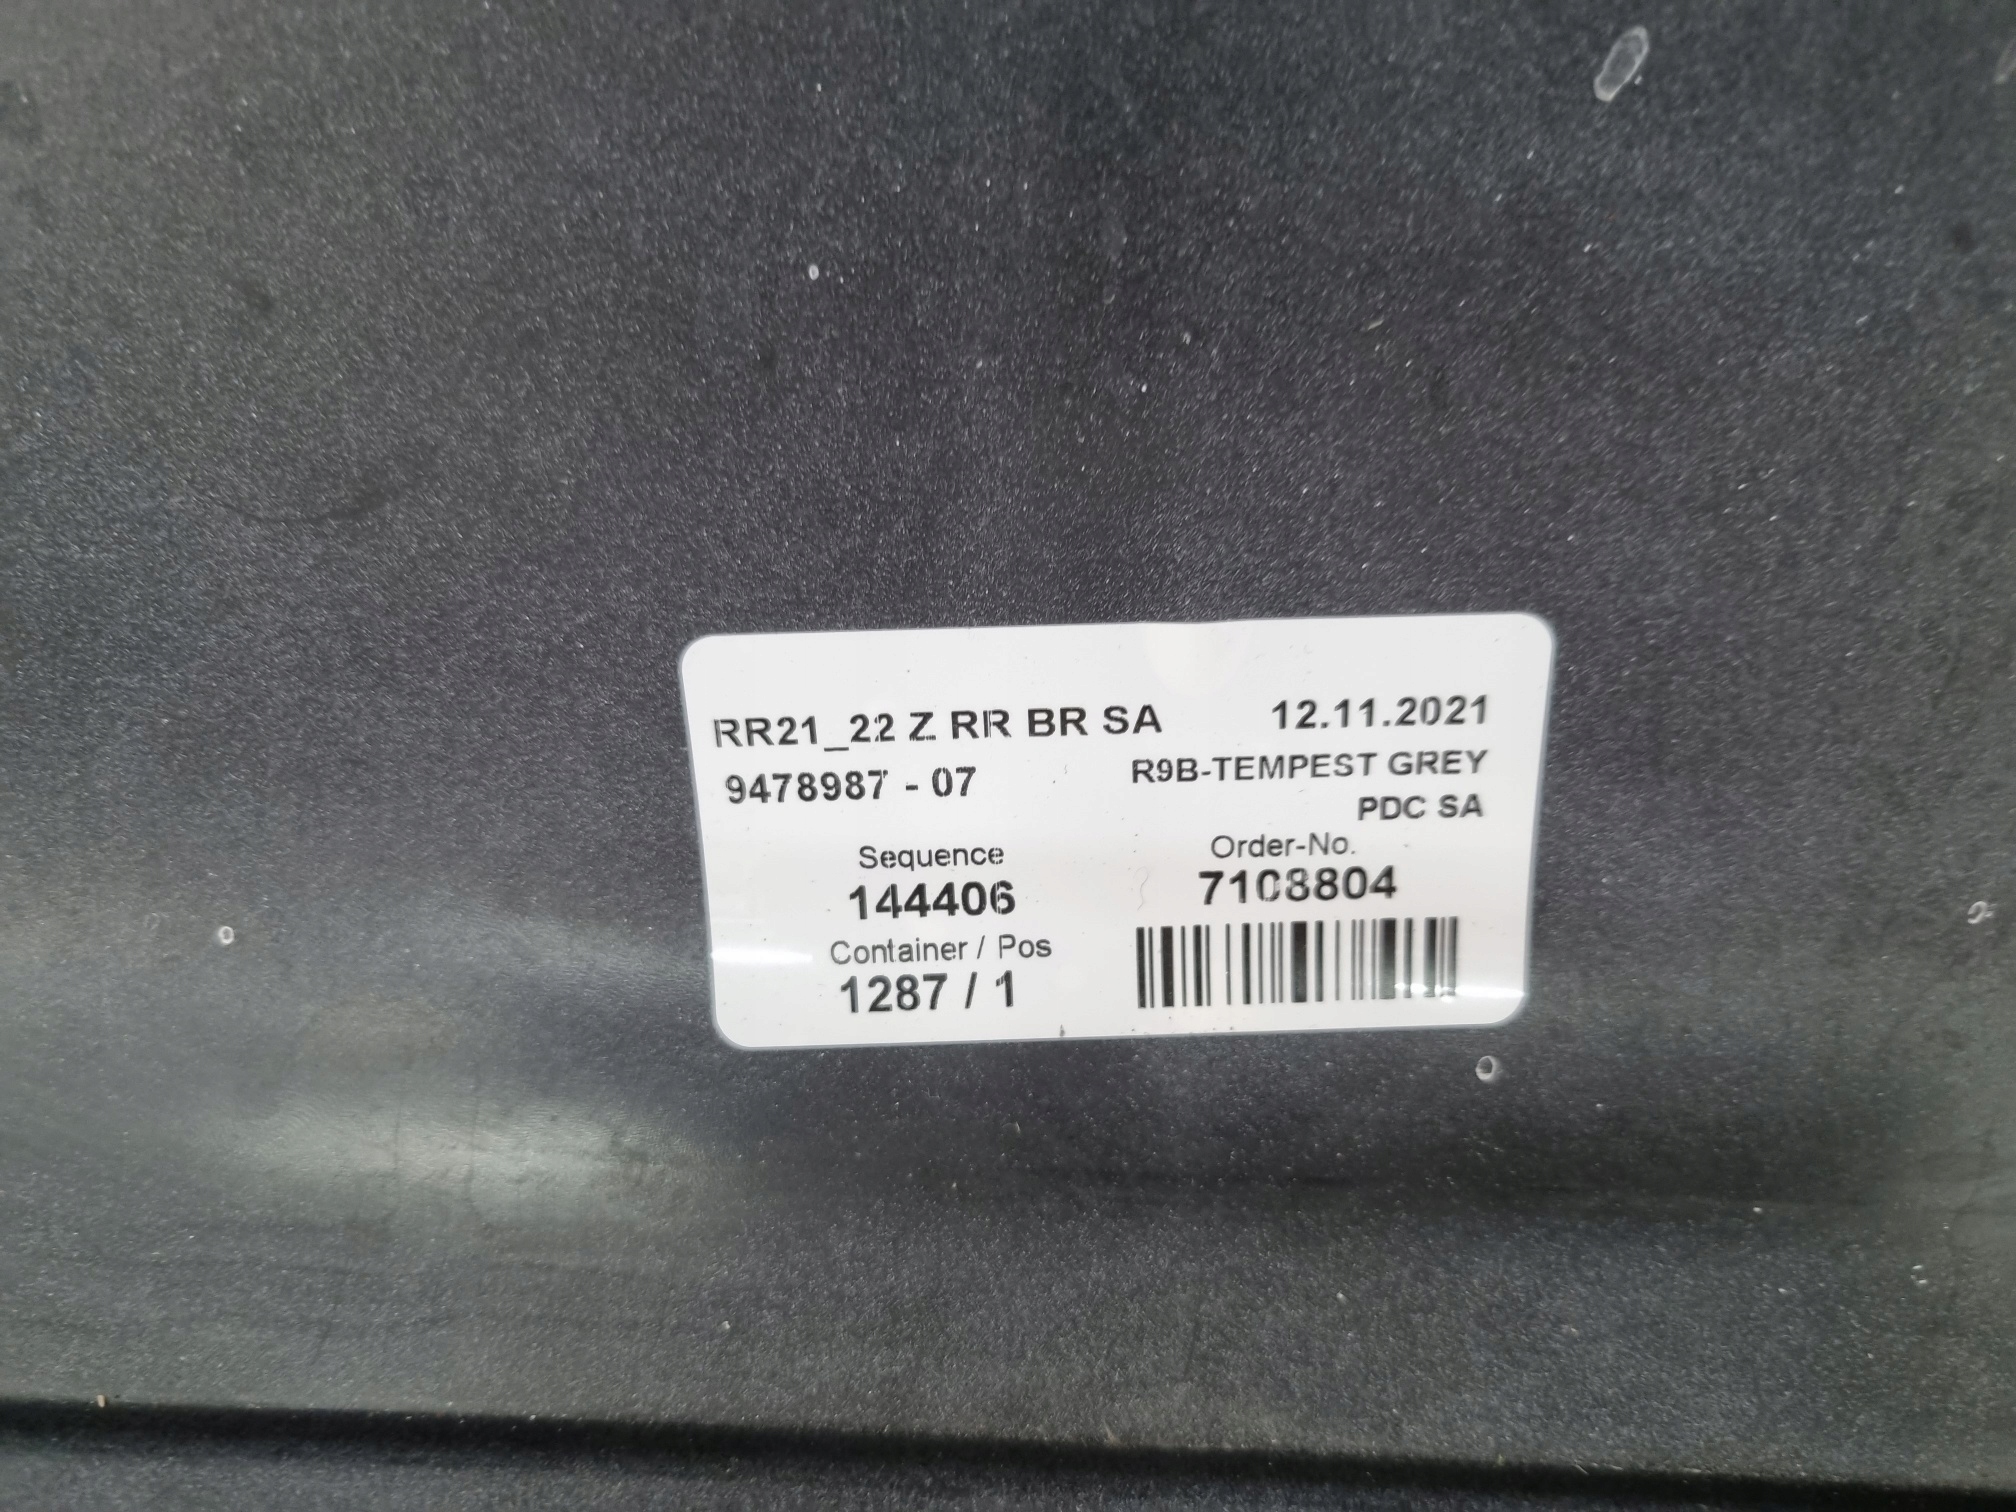 RR21_22 Z RR BR SA 12.11.2021
9478987 - 07 R9B-TEMPEST GREY
PDC SA
Sequence Order-No.
144406 7108804
Container / Pos
1287 / 1